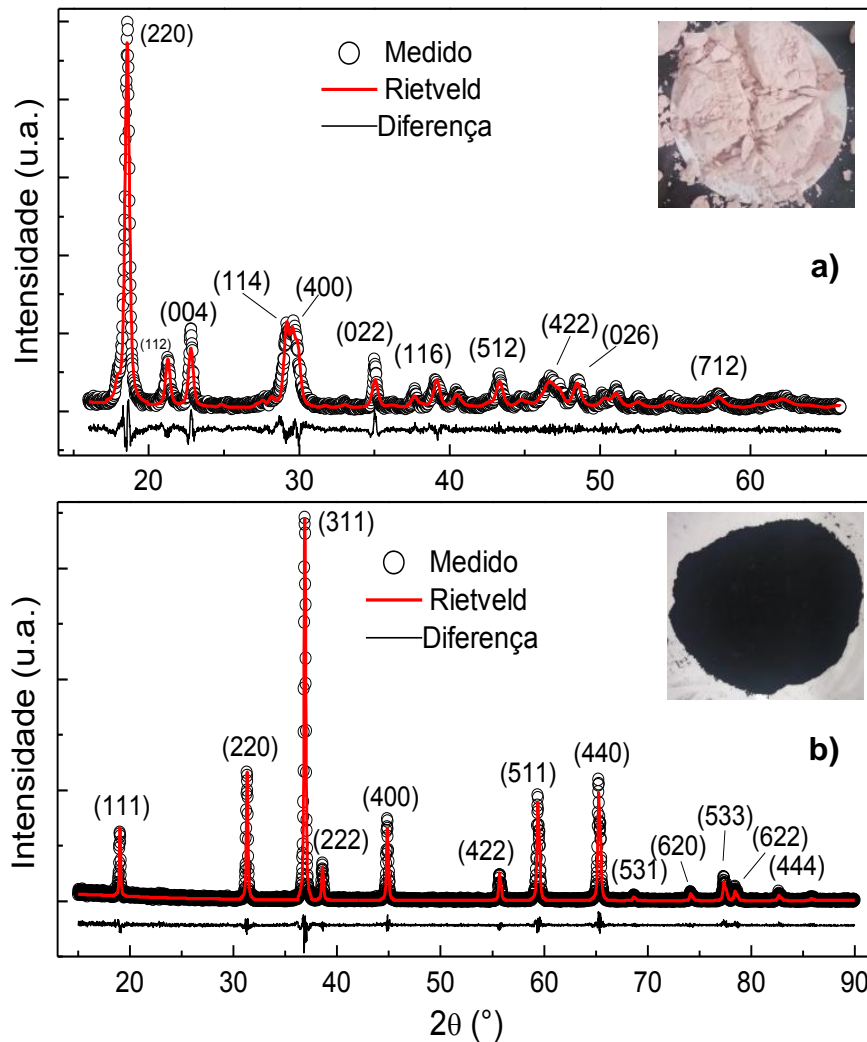 (220)
Medido
Rietveld
Diferença
a)
(114)
(400)
(004)
(112)
(022)
(116)
(512)
(422)
(026)
(712)
Intensidade (u.a.)
20 30 40 50 60
(311)
Medido
Rietveld
Diferença
b)
(220)
(111)
(222)
(400)
(422)
(511)
(440)
(531)
(620)
(533)
(622)
(444)
Intensidade (u.a.)
20 30 40 50 60 70 80 90
2θ (°)